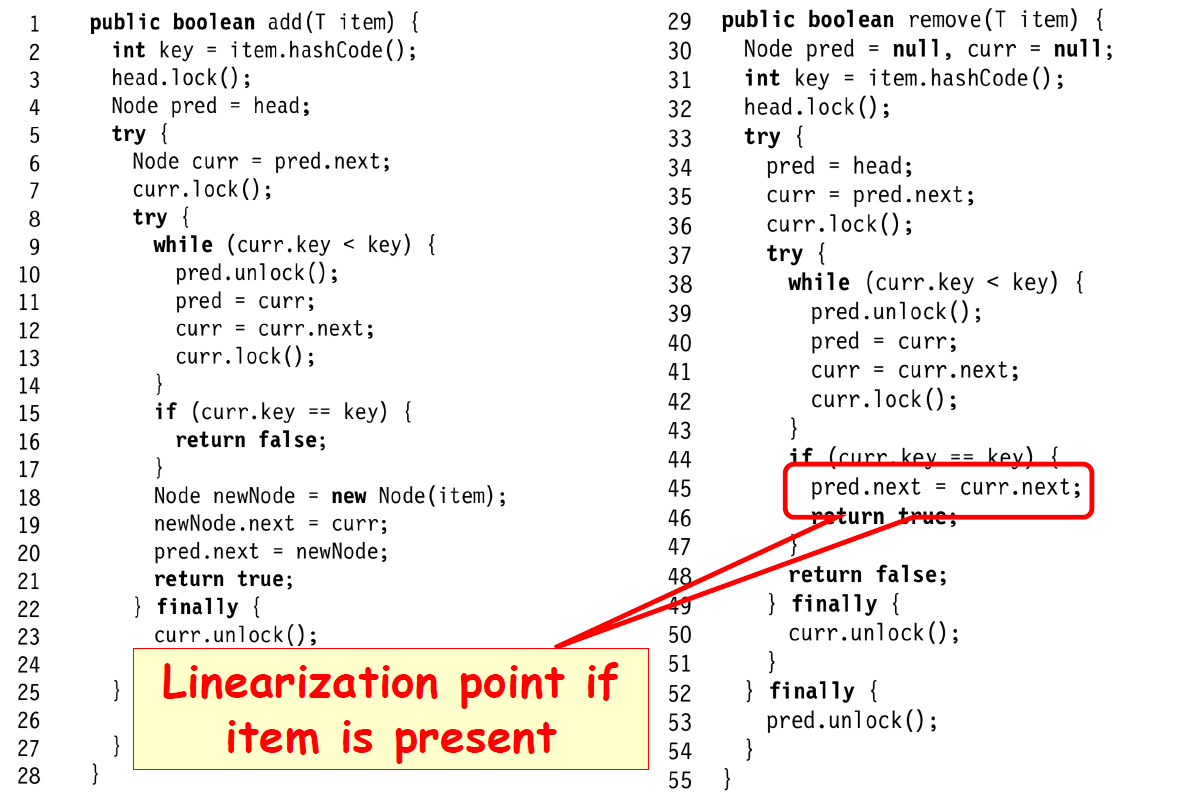 1 public boolean add(T item) {
2 int key = item.hashCode();
3 head.lock();
4 Node pred = head;
5 try {
6 Node curr = pred.next;
7 curr.lock();
8 try {
9 while (curr.key < key) {
10 pred.unlock();
11 pred = curr;
12 curr = curr.next;
13 curr.lock();
14 }
15 if (curr.key == key) {
16 return false;
17 }
18 Node newNode = new Node(item);
19 newNode.next = curr;
20 pred.next = newNode;
21 return true;
22 } finally {
23 curr.unlock();
24
25 }
26
27 }
28 }
Linearization point if
item is present
29 public boolean remove(T item) {
30 Node pred = null, curr = null;
31 int key = item.hashCode();
32 head.lock();
33 try {
34 pred = head;
35 curr = pred.next;
36 curr.lock();
37 try {
38 while (curr.key < key) {
39 pred.unlock();
40 pred = curr;
41 curr = curr.next;
42 curr.lock();
43 }
44 if (curr.key == key) {
45 pred.next = curr.next;
46 return true;
47 }
48 return false;
49 } finally {
50 curr.unlock();
51 }
52 } finally {
53 pred.unlock();
54 }
55 }